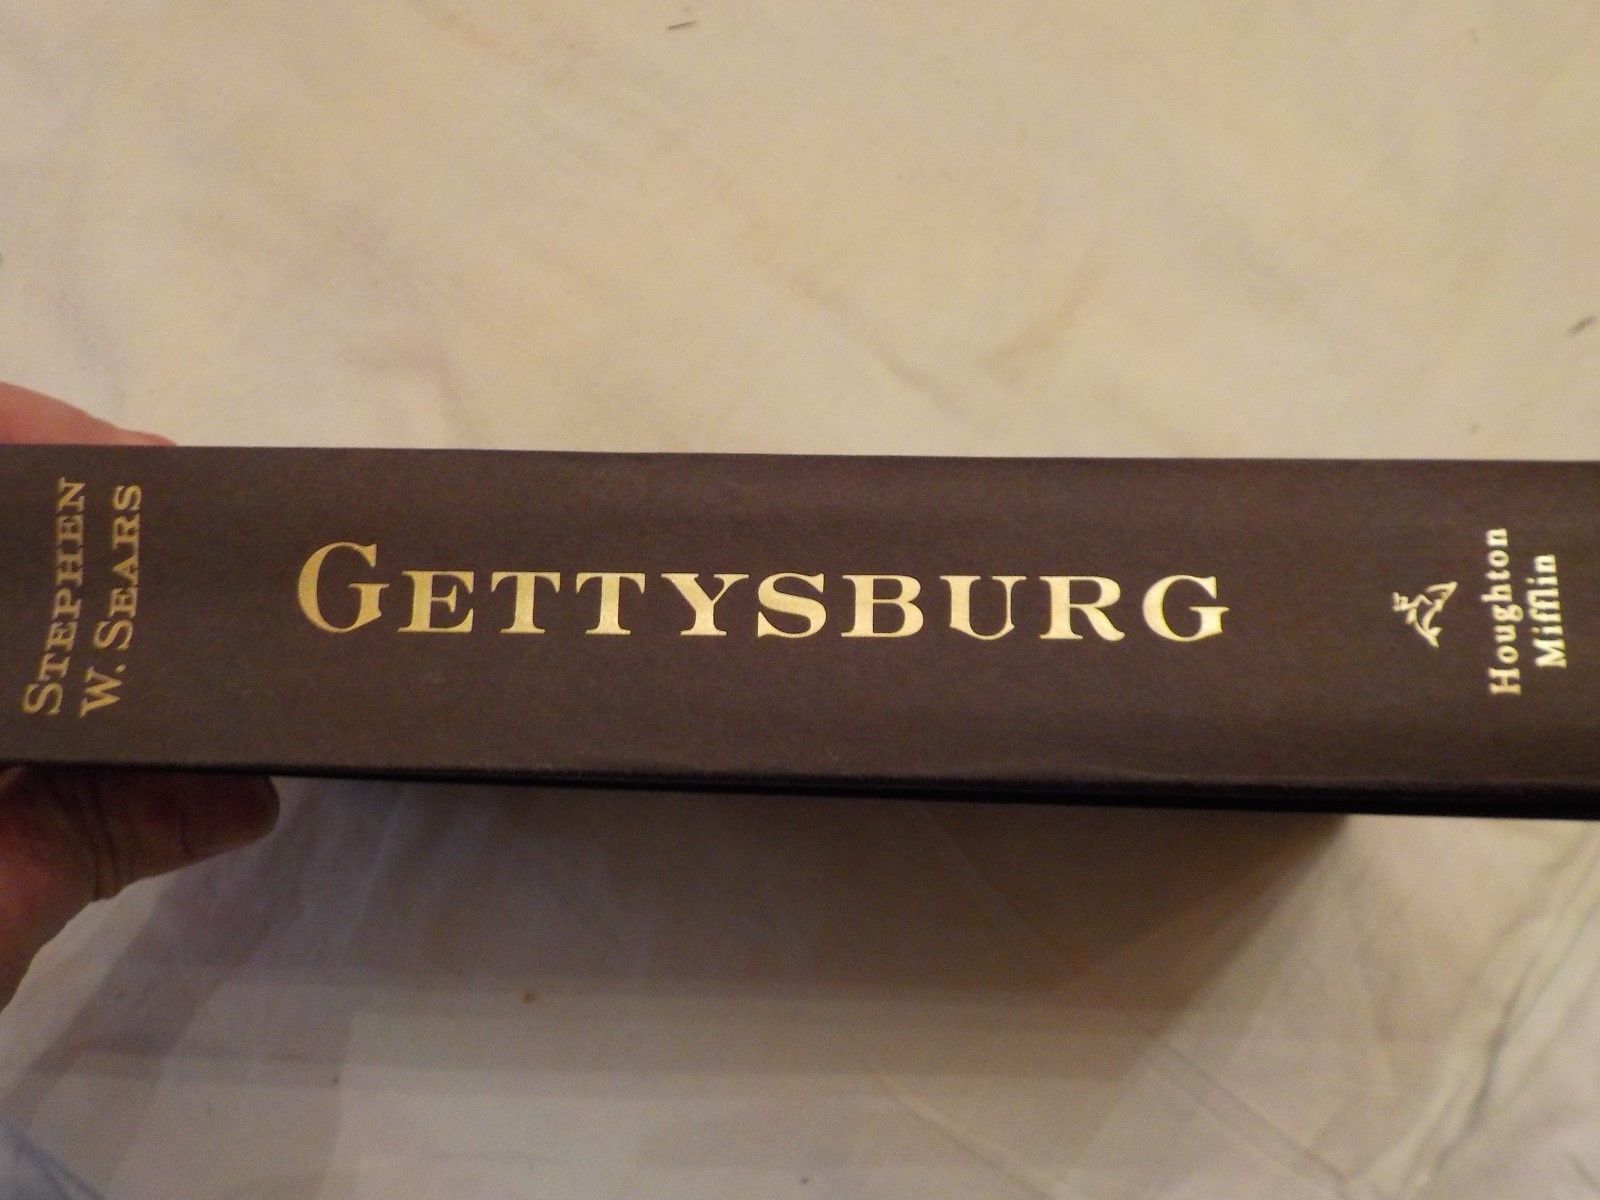 STEPHEN
W. SEARS
GETTYSBURG
Houghton
Mifflin